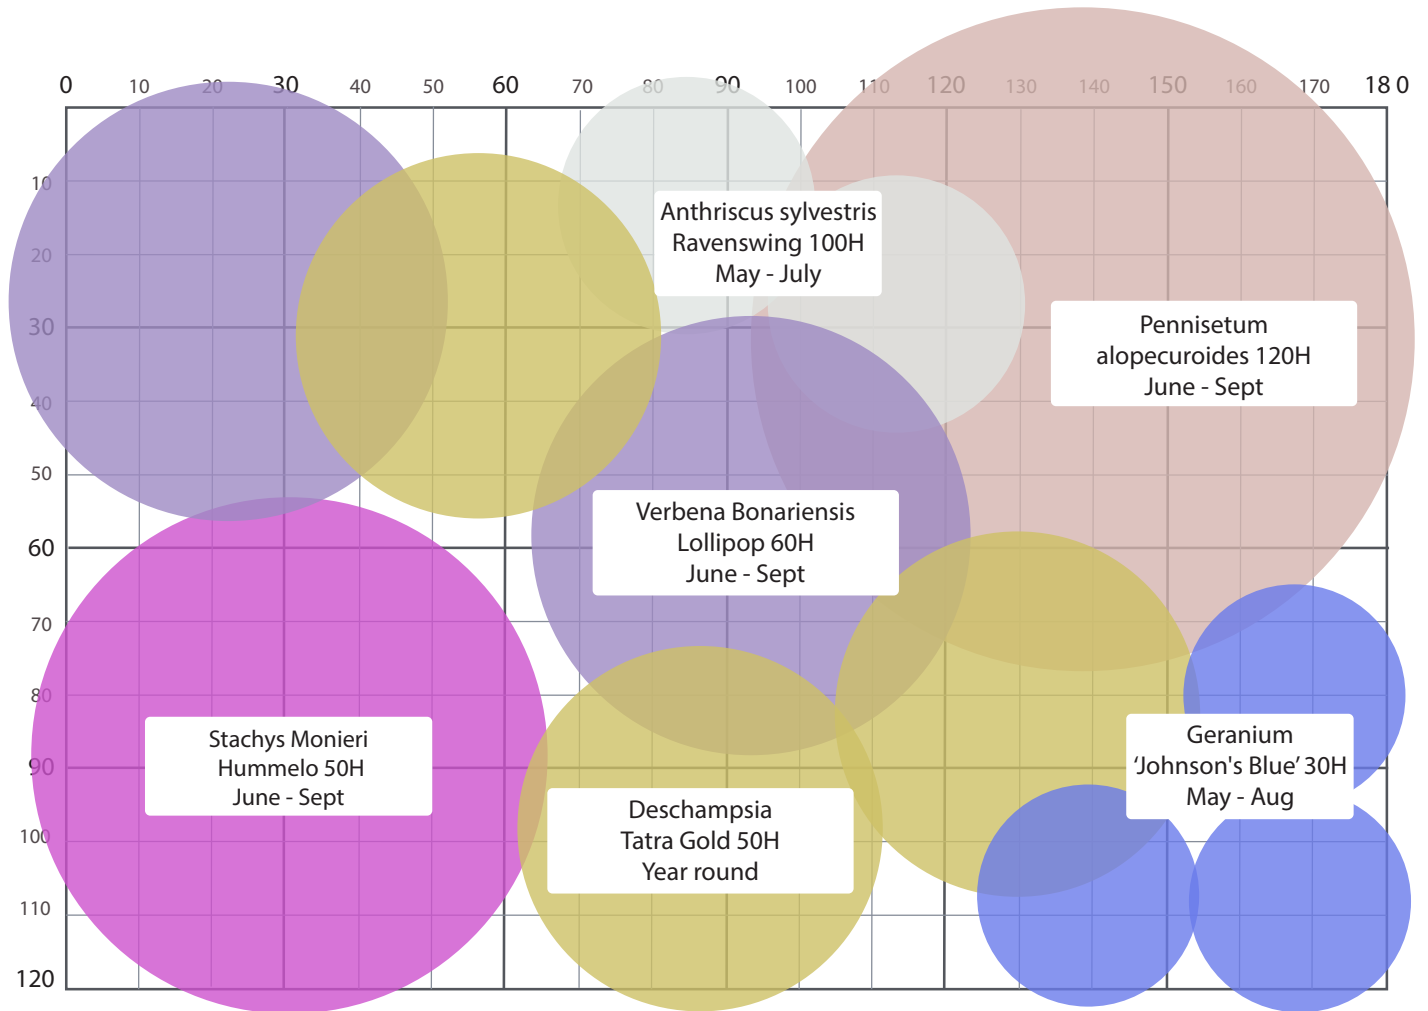 0 10 20 30 40 50 60 70 80 90 100 110 120 130 140 150 160 170 180
10
20
30
40
50
60
70
80
90
100
110
120
Anthriscus sylvestris
Ravenswing 100H
May - July
Pennisetum
alopecuroides 120H
June - Sept
Verbena Bonariensis
Lollipop 60H
June - Sept
Stachys Monieri
Hummelo 50H
June - Sept
Deschampsia
Tatra Gold 50H
Year round
Geranium
‘Johnson's Blue’ 30H
May - Aug